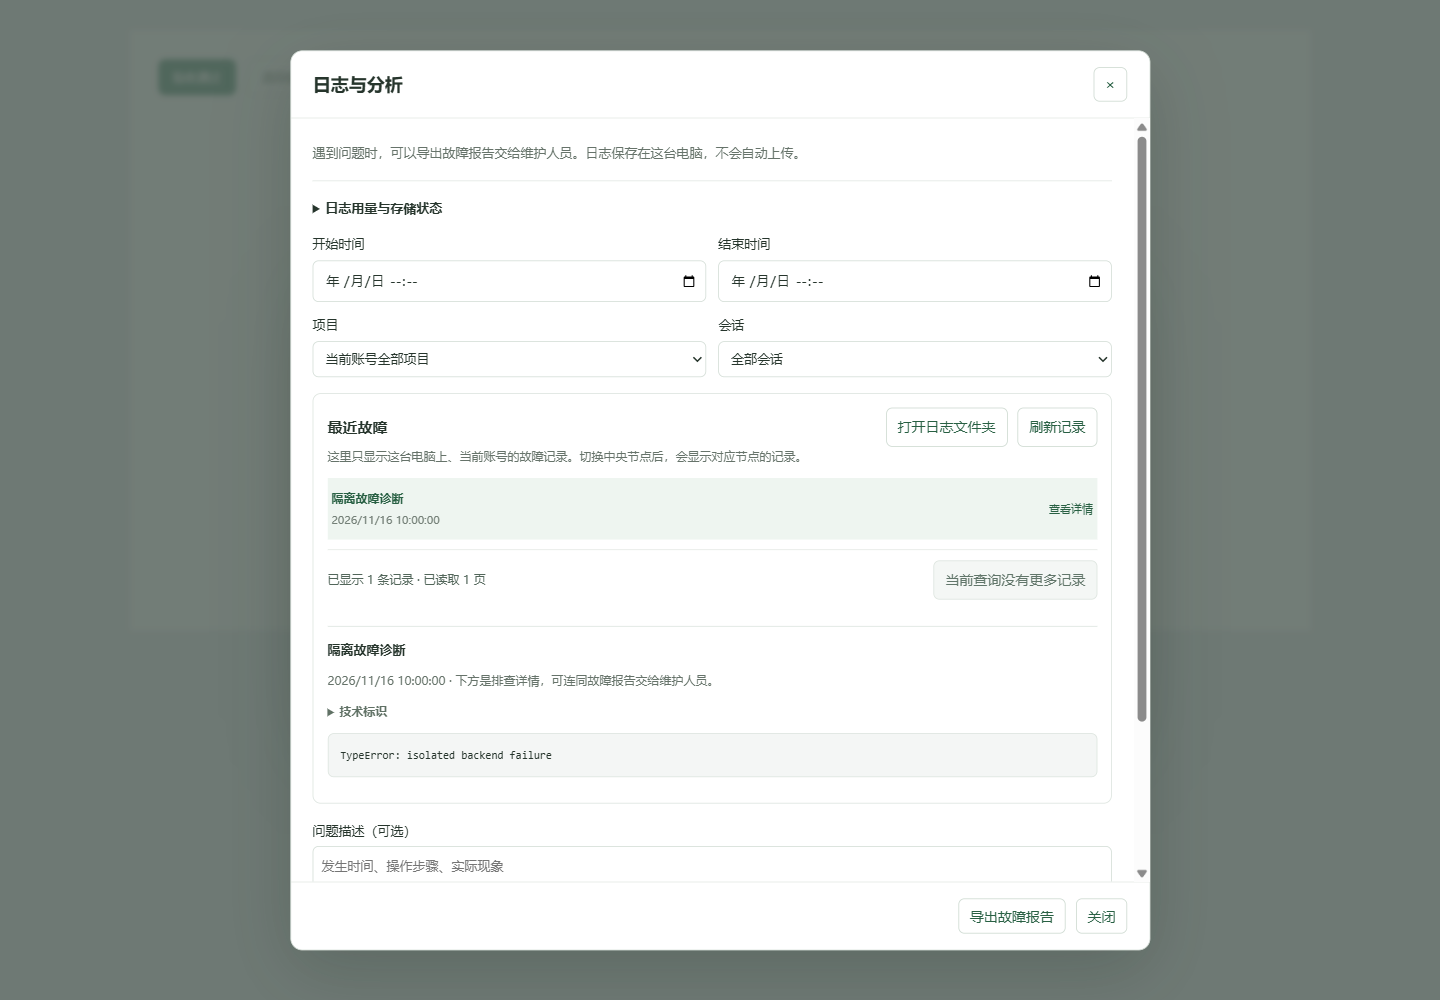 日志与分析
×
遇到问题时，可以导出故障报告交给维护人员。日志保存在这台电脑，不会自动上传。
▶ 日志用量与存储状态
开始时间
结束时间
年 /月/日 --:--
年 /月/日 --:--
项目
会话
当前账号全部项目
全部会话
最近故障
打开日志文件夹
刷新记录
这里只显示这台电脑上、当前账号的故障记录。切换中央节点后，会显示对应节点的记录。
隔离故障诊断
2026/11/16 10:00:00
查看详情
已显示 1 条记录 · 已读取 1 页
当前查询没有更多记录
隔离故障诊断
2026/11/16 10:00:00 · 下方是排查详情，可连同故障报告交给维护人员。
▶ 技术标识
TypeError: isolated backend failure
问题描述（可选）
发生时间、操作步骤、实际现象
导出故障报告
关闭